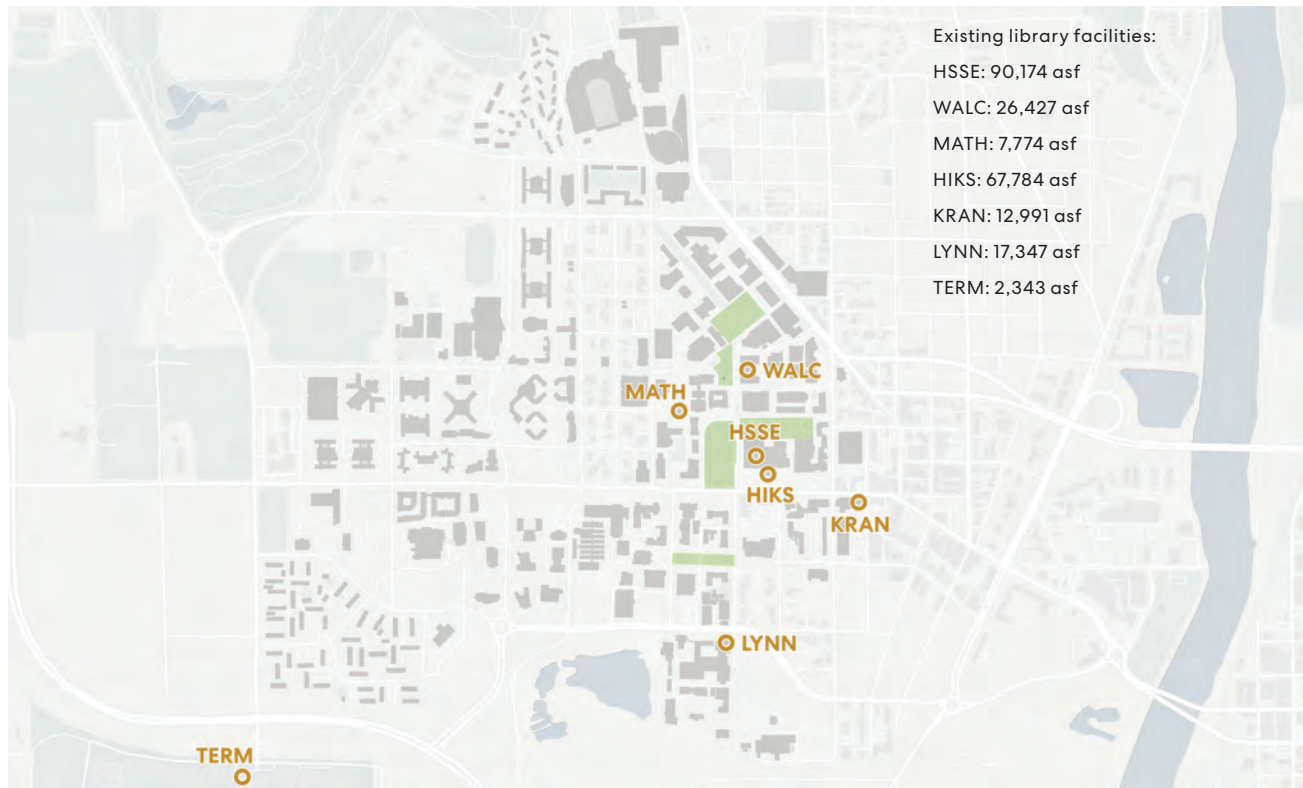 Existing library facilities:
HSSE: 90,174 asf
WALC: 26,427 asf
MATH: 7,774 asf
HIKS: 67,784 asf
KRAN: 12,991 asf
LYNN: 17,347 asf
TERM: 2,343 asf
WALC
MATH
HSSE
HIKS
KRAN
LYNN
TERM